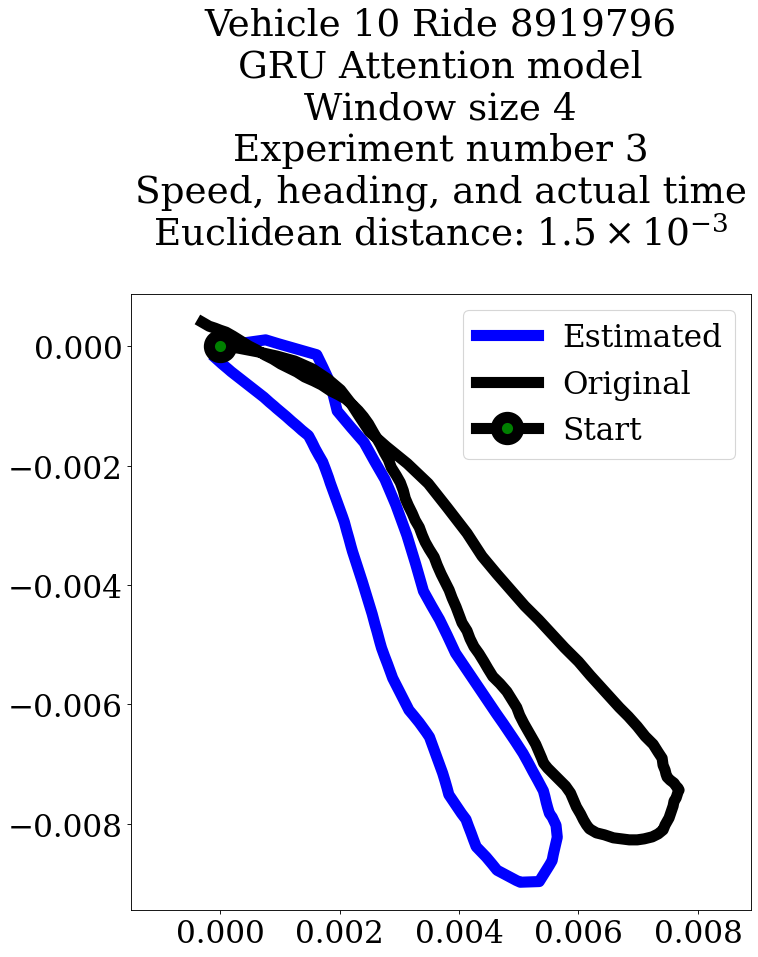 Vehicle 10 Ride 8919796
GRU Attention model
Window size 4
Experiment number 3
Speed, heading, and actual time
Euclidean distance: 1.5 × 10⁻³
Estimated
Original
Start
0.000
−0.002
−0.004
−0.006
−0.008
0.000 0.002 0.004 0.006 0.008